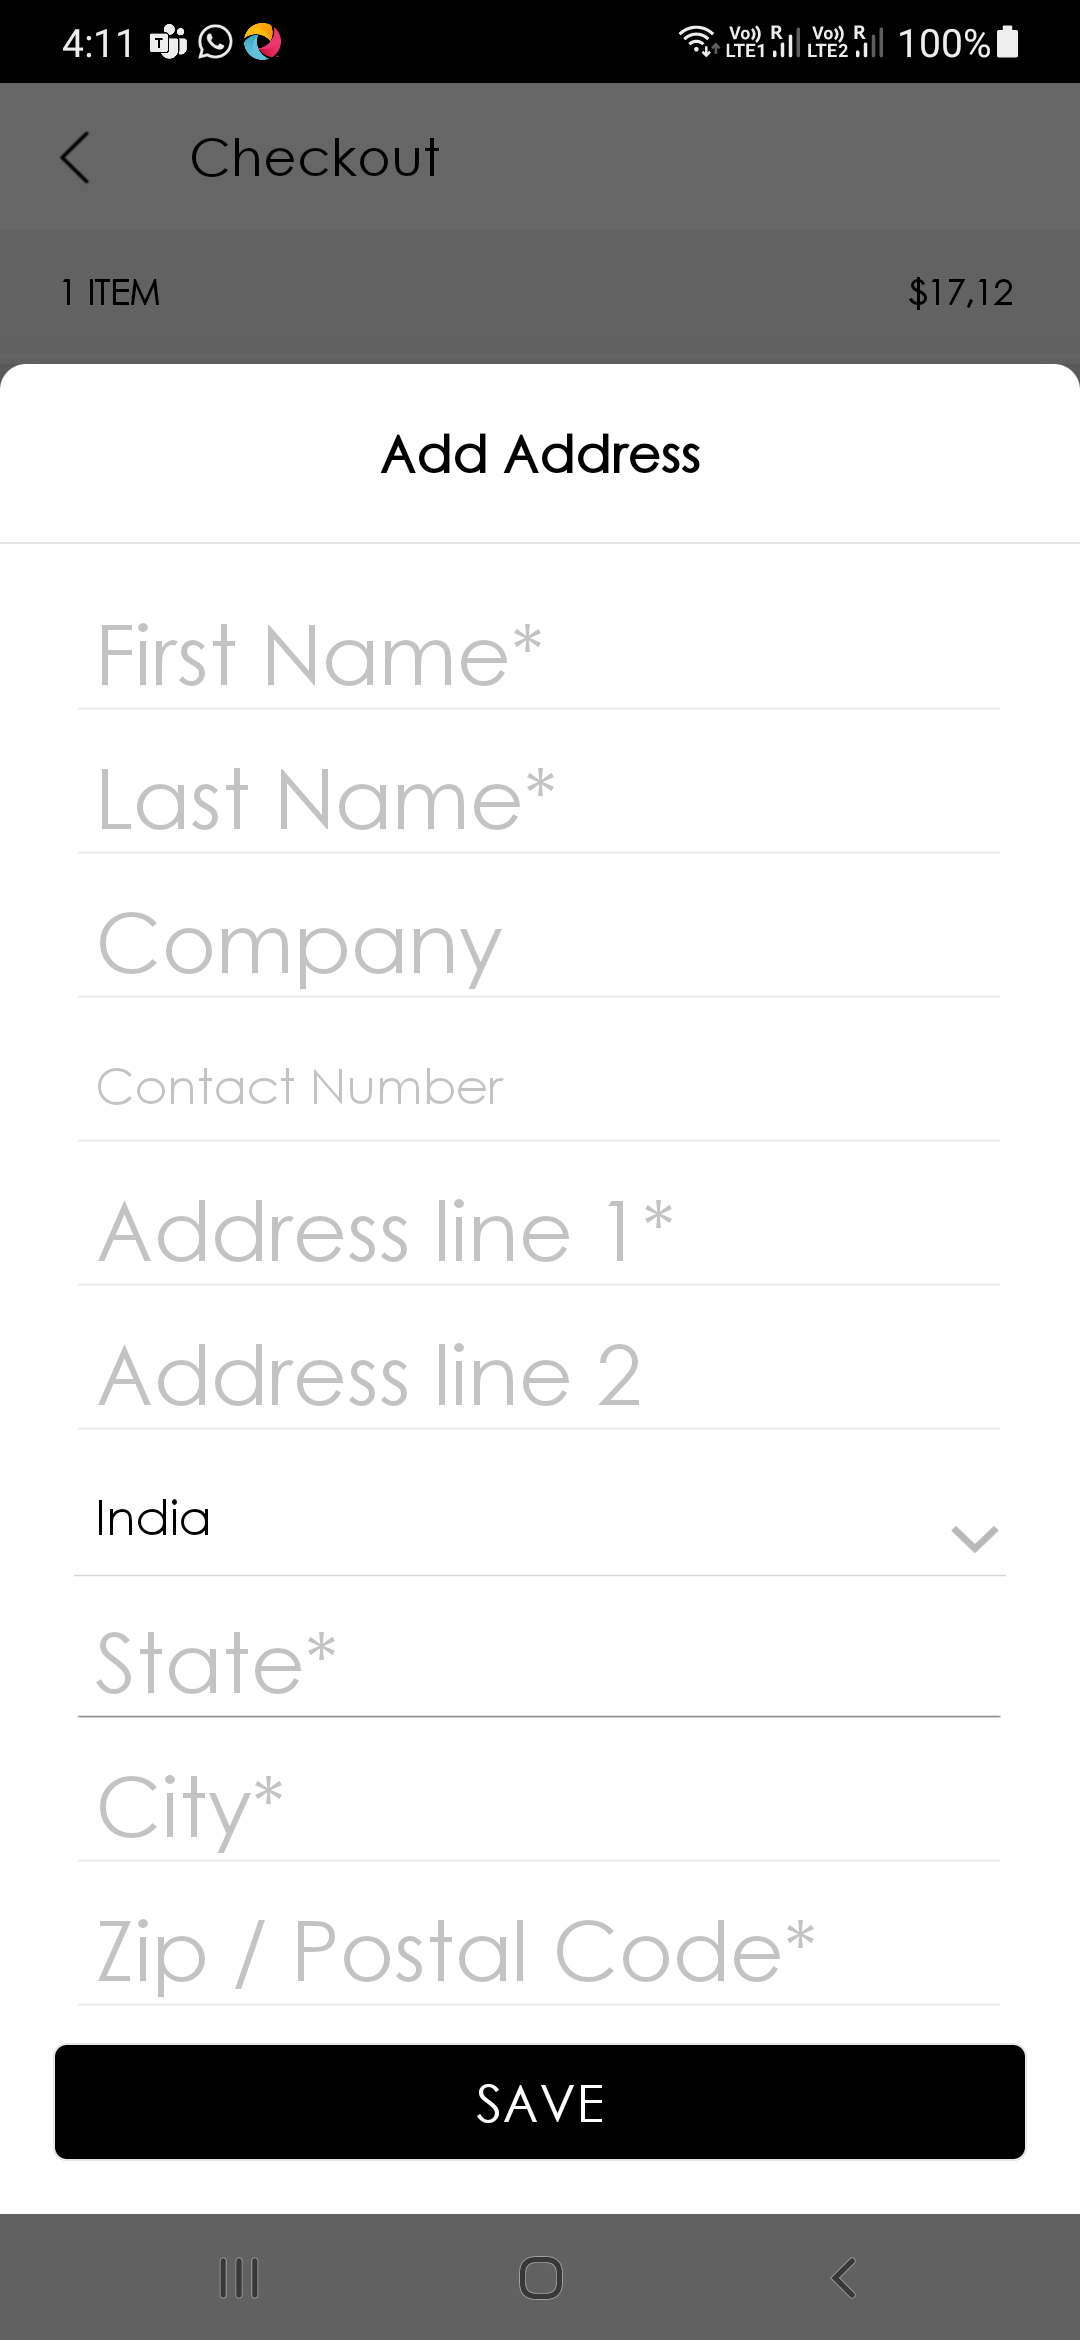 4:11 Vo)) R Vo)) R 100%
LTE1 LTE2
Checkout
1 ITEM $17,12
Add Address
First Name*
Last Name*
Company
Contact Number
Address line 1*
Address line 2
India
State*
City*
Zip / Postal Code*
SAVE